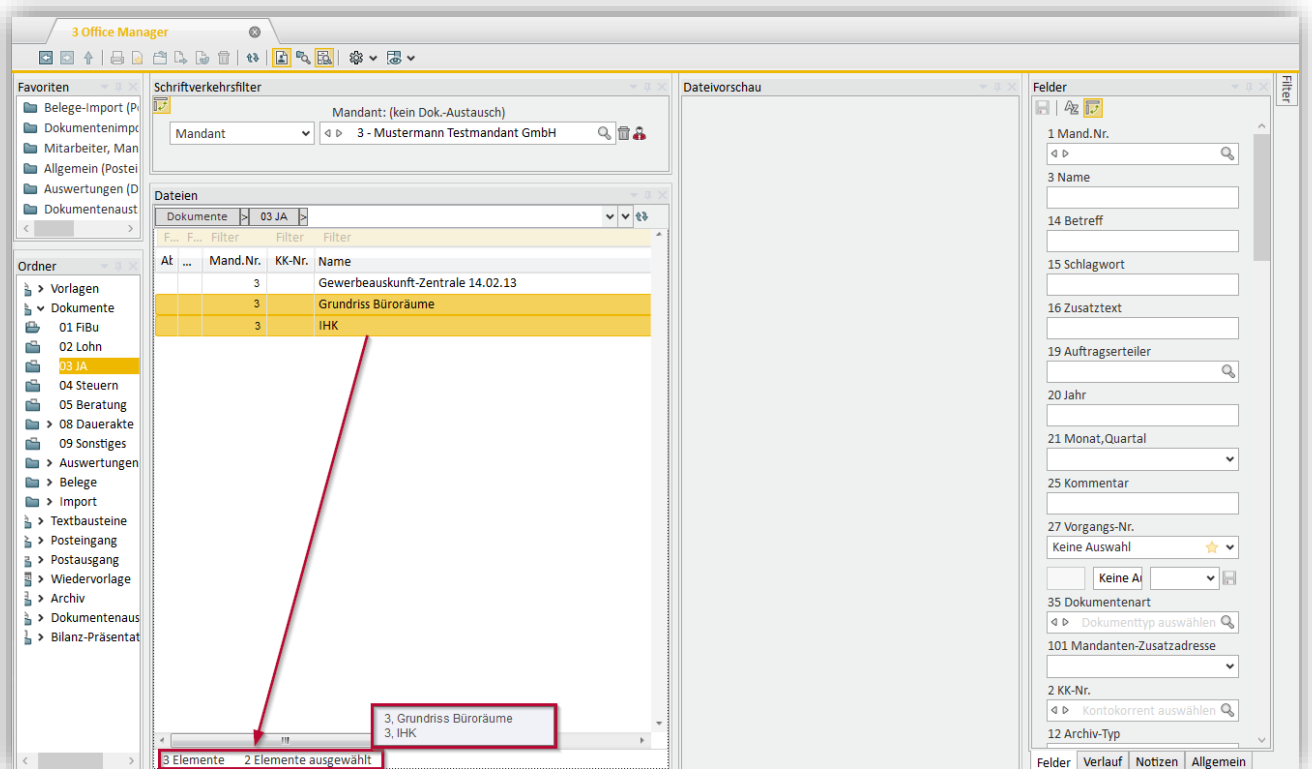 3 Office Manager
Favoriten
Belege-Import (P
Dokumentenimpo
Mitarbeiter, Man
Allgemein (Postei
Auswertungen (D
Dokumentenaust
Ordner
Vorlagen
Dokumente
01 FiBu
02 Lohn
03 JA
04 Steuern
05 Beratung
08 Dauerakte
09 Sonstiges
Auswertungen
Belege
Import
Textbausteine
Posteingang
Postausgang
Wiedervorlage
Archiv
Dokumentenaus
Bilanz-Präsentat
Schriftverkehrsfilter
Mandant: (kein Dok.-Austausch)
Mandant 3 - Mustermann Testmandant GmbH
Dateien
Dokumente > 03 JA >
F... F... Filter Filter Filter
Al ... Mand.Nr. KK-Nr. Name
3 Gewerbeauskunft-Zentrale 14.02.13
3 Grundriss Büroräume
3 IHK
3, Grundriss Büroräume
3, IHK
3 Elemente 2 Elemente ausgewählt
Dateivorschau
Felder
1 Mand.Nr.
3 Name
14 Betreff
15 Schlagwort
16 Zusatztext
19 Auftragserteiler
20 Jahr
21 Monat,Quartal
25 Kommentar
27 Vorgangs-Nr.
Keine Auswahl
Keine Au
35 Dokumentenart
Dokumenttyp auswählen
101 Mandanten-Zusatzadresse
2 KK-Nr.
Kontokorrent auswählen
12 Archiv-Typ
Felder Verlauf Notizen Allgemein
Filter